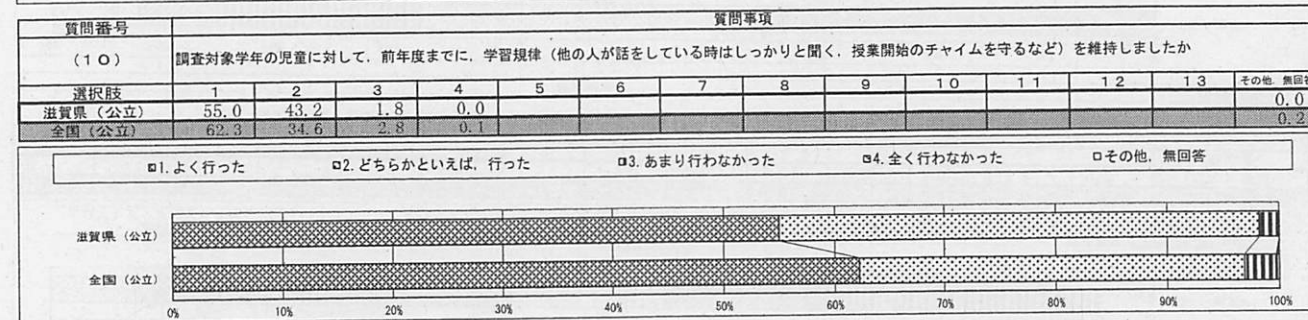 質問番号 質問事項
(10) 調査対象学年の児童に対して，前年度までに，学習規律（他の人が話をしている時はしっかりと聞く，授業開始のチャイムを守るなど）を維持しましたか
選択肢 1 2 3 4 5 6 7 8 9 10 11 12 13 その他，無回答
滋賀県（公立） 55.0 43.2 1.8 0.0 0.0
全国（公立） 62.3 34.6 2.8 0.1 0.2
1.よく行った 2.どちらかといえば，行った 3.あまり行わなかった 4.全く行わなかった その他，無回答
滋賀県（公立）
全国（公立）
0% 10% 20% 30% 40% 50% 60% 70% 80% 90% 100%